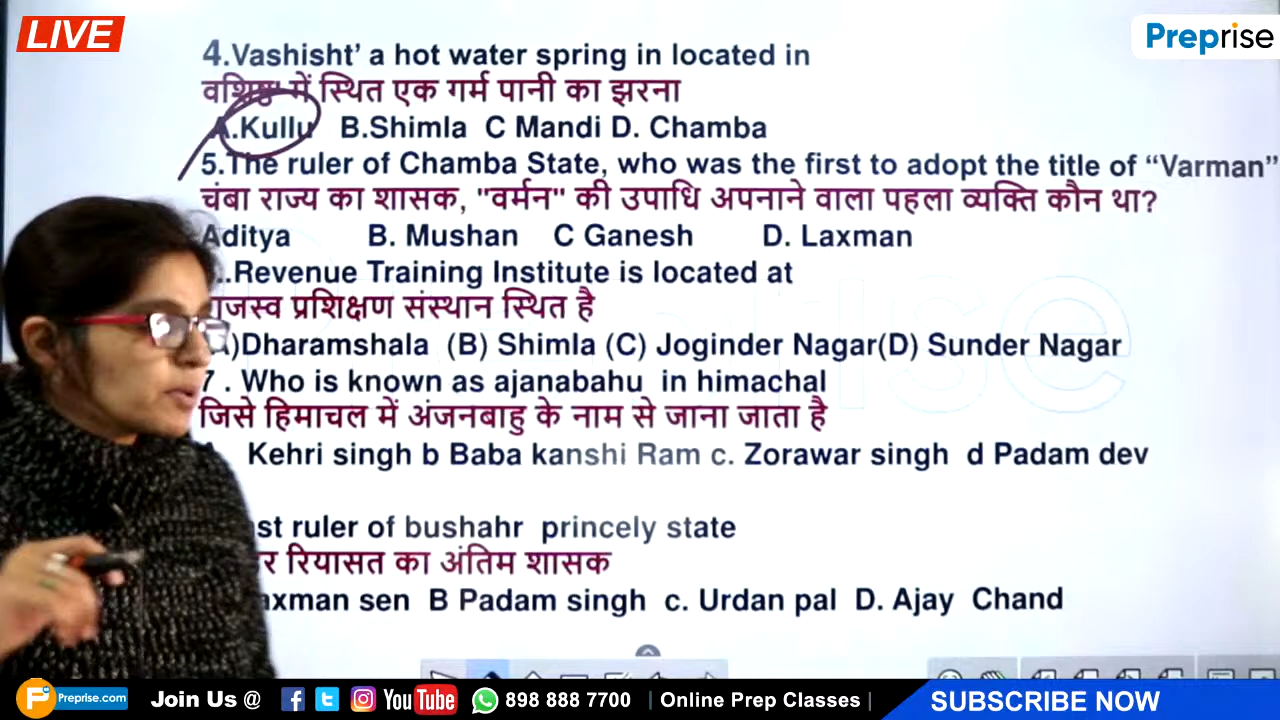 LIVE
Preprise
4.Vashisht' a hot water spring in located in
वशिष्ठ' में स्थित एक गर्म पानी का झरना
A.Kullu B.Shimla C Mandi D. Chamba
5.The ruler of Chamba State, who was the first to adopt the title of “Varman”
चंबा राज्य का शासक, "वर्मन" की उपाधि अपनाने वाला पहला व्यक्ति कौन था?
Aditya B. Mushan C Ganesh D. Laxman
..Revenue Training Institute is located at
राजस्व प्रशिक्षण संस्थान स्थित है
)Dharamshala (B) Shimla (C) Joginder Nagar(D) Sunder Nagar
7 . Who is known as ajanabahu in himachal
जिसे हिमाचल में अंजनबाहु के नाम से जाना जाता है
Kehri singh b Baba kanshi Ram c. Zorawar singh d Padam dev
ruler of bushahr princely state
रियासत का अंतिम शासक
sen B Padam singh c. Urdan pal D. Ajay Chand
Preprise.com Join Us @ YouTube 898 888 7700 | Online Prep Classes | SUBSCRIBE NOW